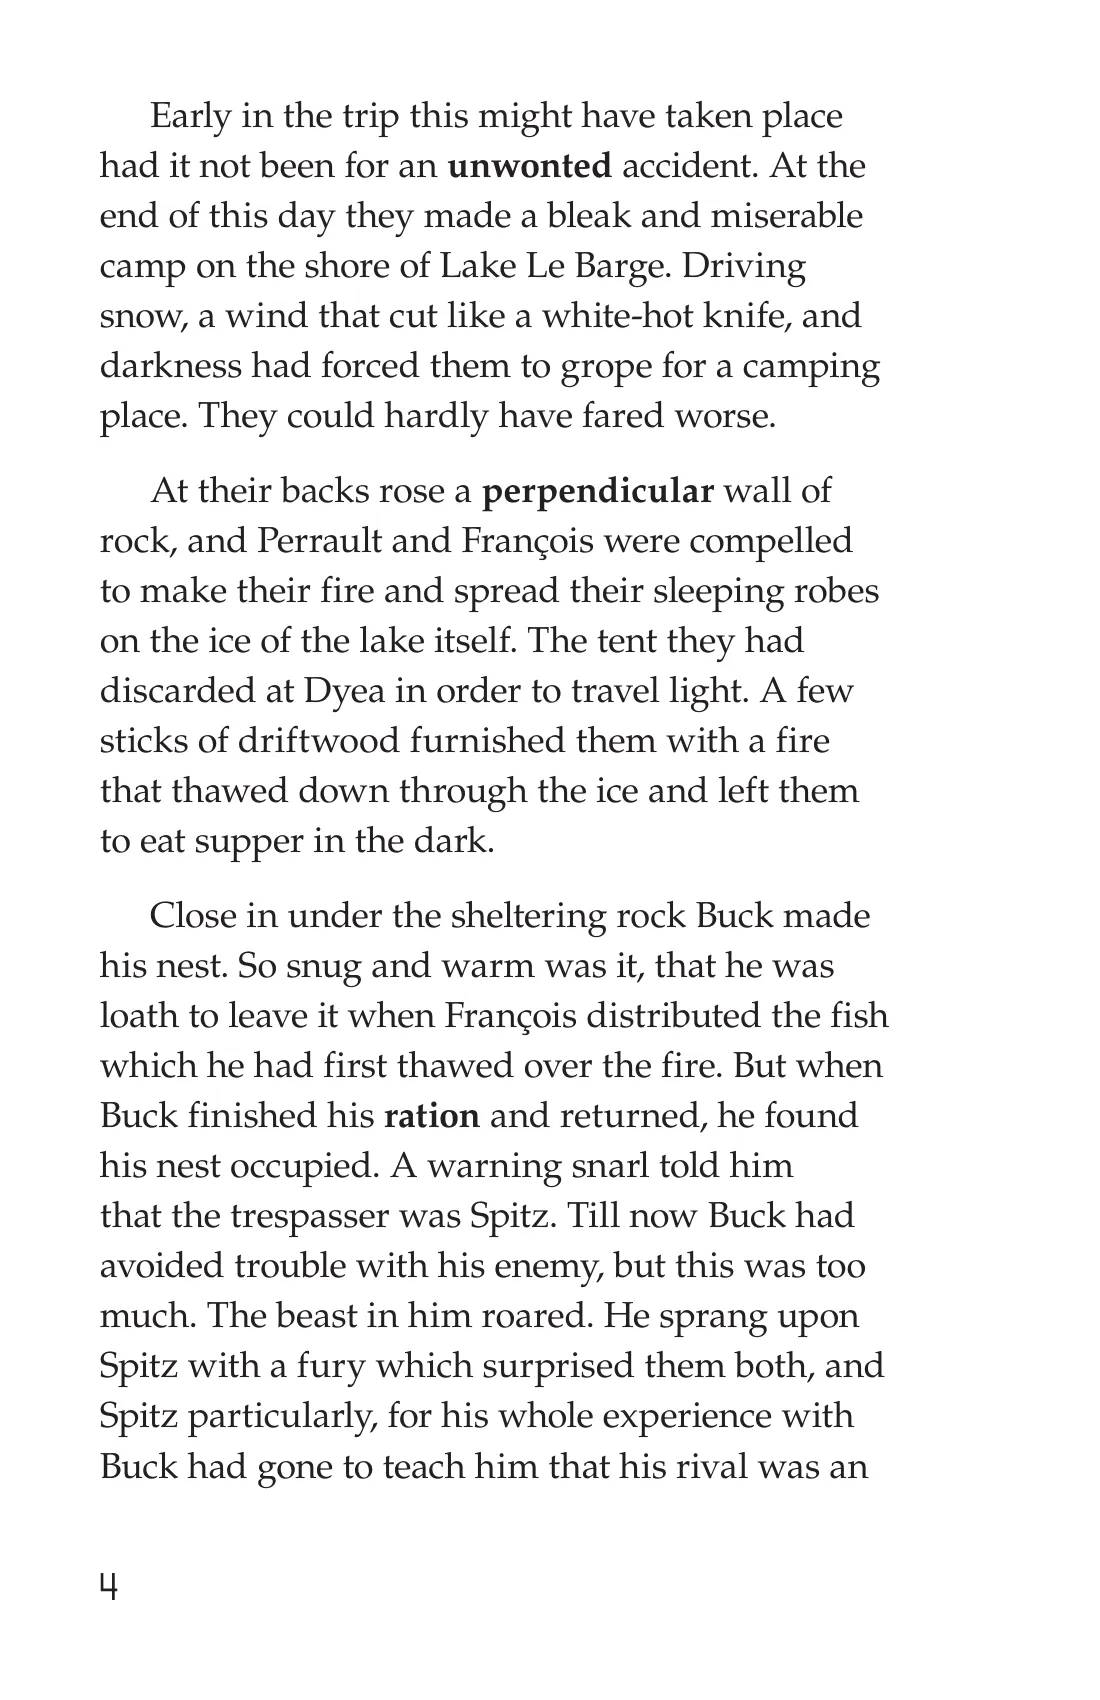 Early in the trip this might have taken place
had it not been for an unwonted accident. At the
end of this day they made a bleak and miserable
camp on the shore of Lake Le Barge. Driving
snow, a wind that cut like a white-hot knife, and
darkness had forced them to grope for a camping
place. They could hardly have fared worse.
At their backs rose a perpendicular wall of
rock, and Perrault and François were compelled
to make their fire and spread their sleeping robes
on the ice of the lake itself. The tent they had
discarded at Dyea in order to travel light. A few
sticks of driftwood furnished them with a fire
that thawed down through the ice and left them
to eat supper in the dark.
Close in under the sheltering rock Buck made
his nest. So snug and warm was it, that he was
loath to leave it when François distributed the fish
which he had first thawed over the fire. But when
Buck finished his ration and returned, he found
his nest occupied. A warning snarl told him
that the trespasser was Spitz. Till now Buck had
avoided trouble with his enemy, but this was too
much. The beast in him roared. He sprang upon
Spitz with a fury which surprised them both, and
Spitz particularly, for his whole experience with
Buck had gone to teach him that his rival was an
4